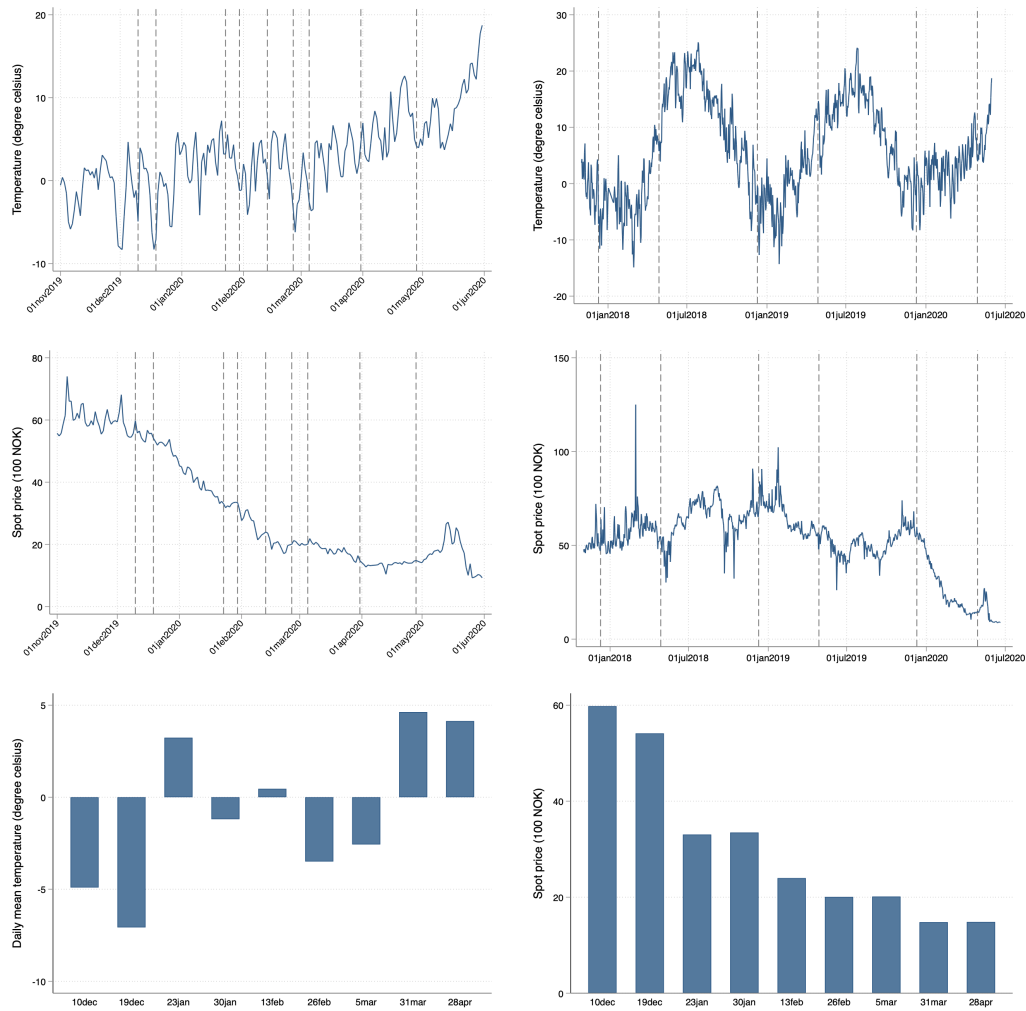 Temperature (degree celsius)
20
10
0
-10
01nov2019
01dec2019
01jan2020
01feb2020
01mar2020
01apr2020
01may2020
01jun2020
Temperature (degree celsius)
30
20
10
0
-10
-20
01jan2018
01jul2018
01jan2019
01jul2019
01jan2020
01jul2020
Spot price (100 NOK)
80
60
40
20
0
01nov2019
01dec2019
01jan2020
01feb2020
01mar2020
01apr2020
01may2020
01jun2020
Spot price (100 NOK)
150
100
50
0
01jan2018
01jul2018
01jan2019
01jul2019
01jan2020
01jul2020
Daily mean temperature (degree celsius)
5
0
-5
-10
10dec
19dec
23jan
30jan
13feb
26feb
5mar
31mar
28apr
Spot price (100 NOK)
60
40
20
0
10dec
19dec
23jan
30jan
13feb
26feb
5mar
31mar
28apr